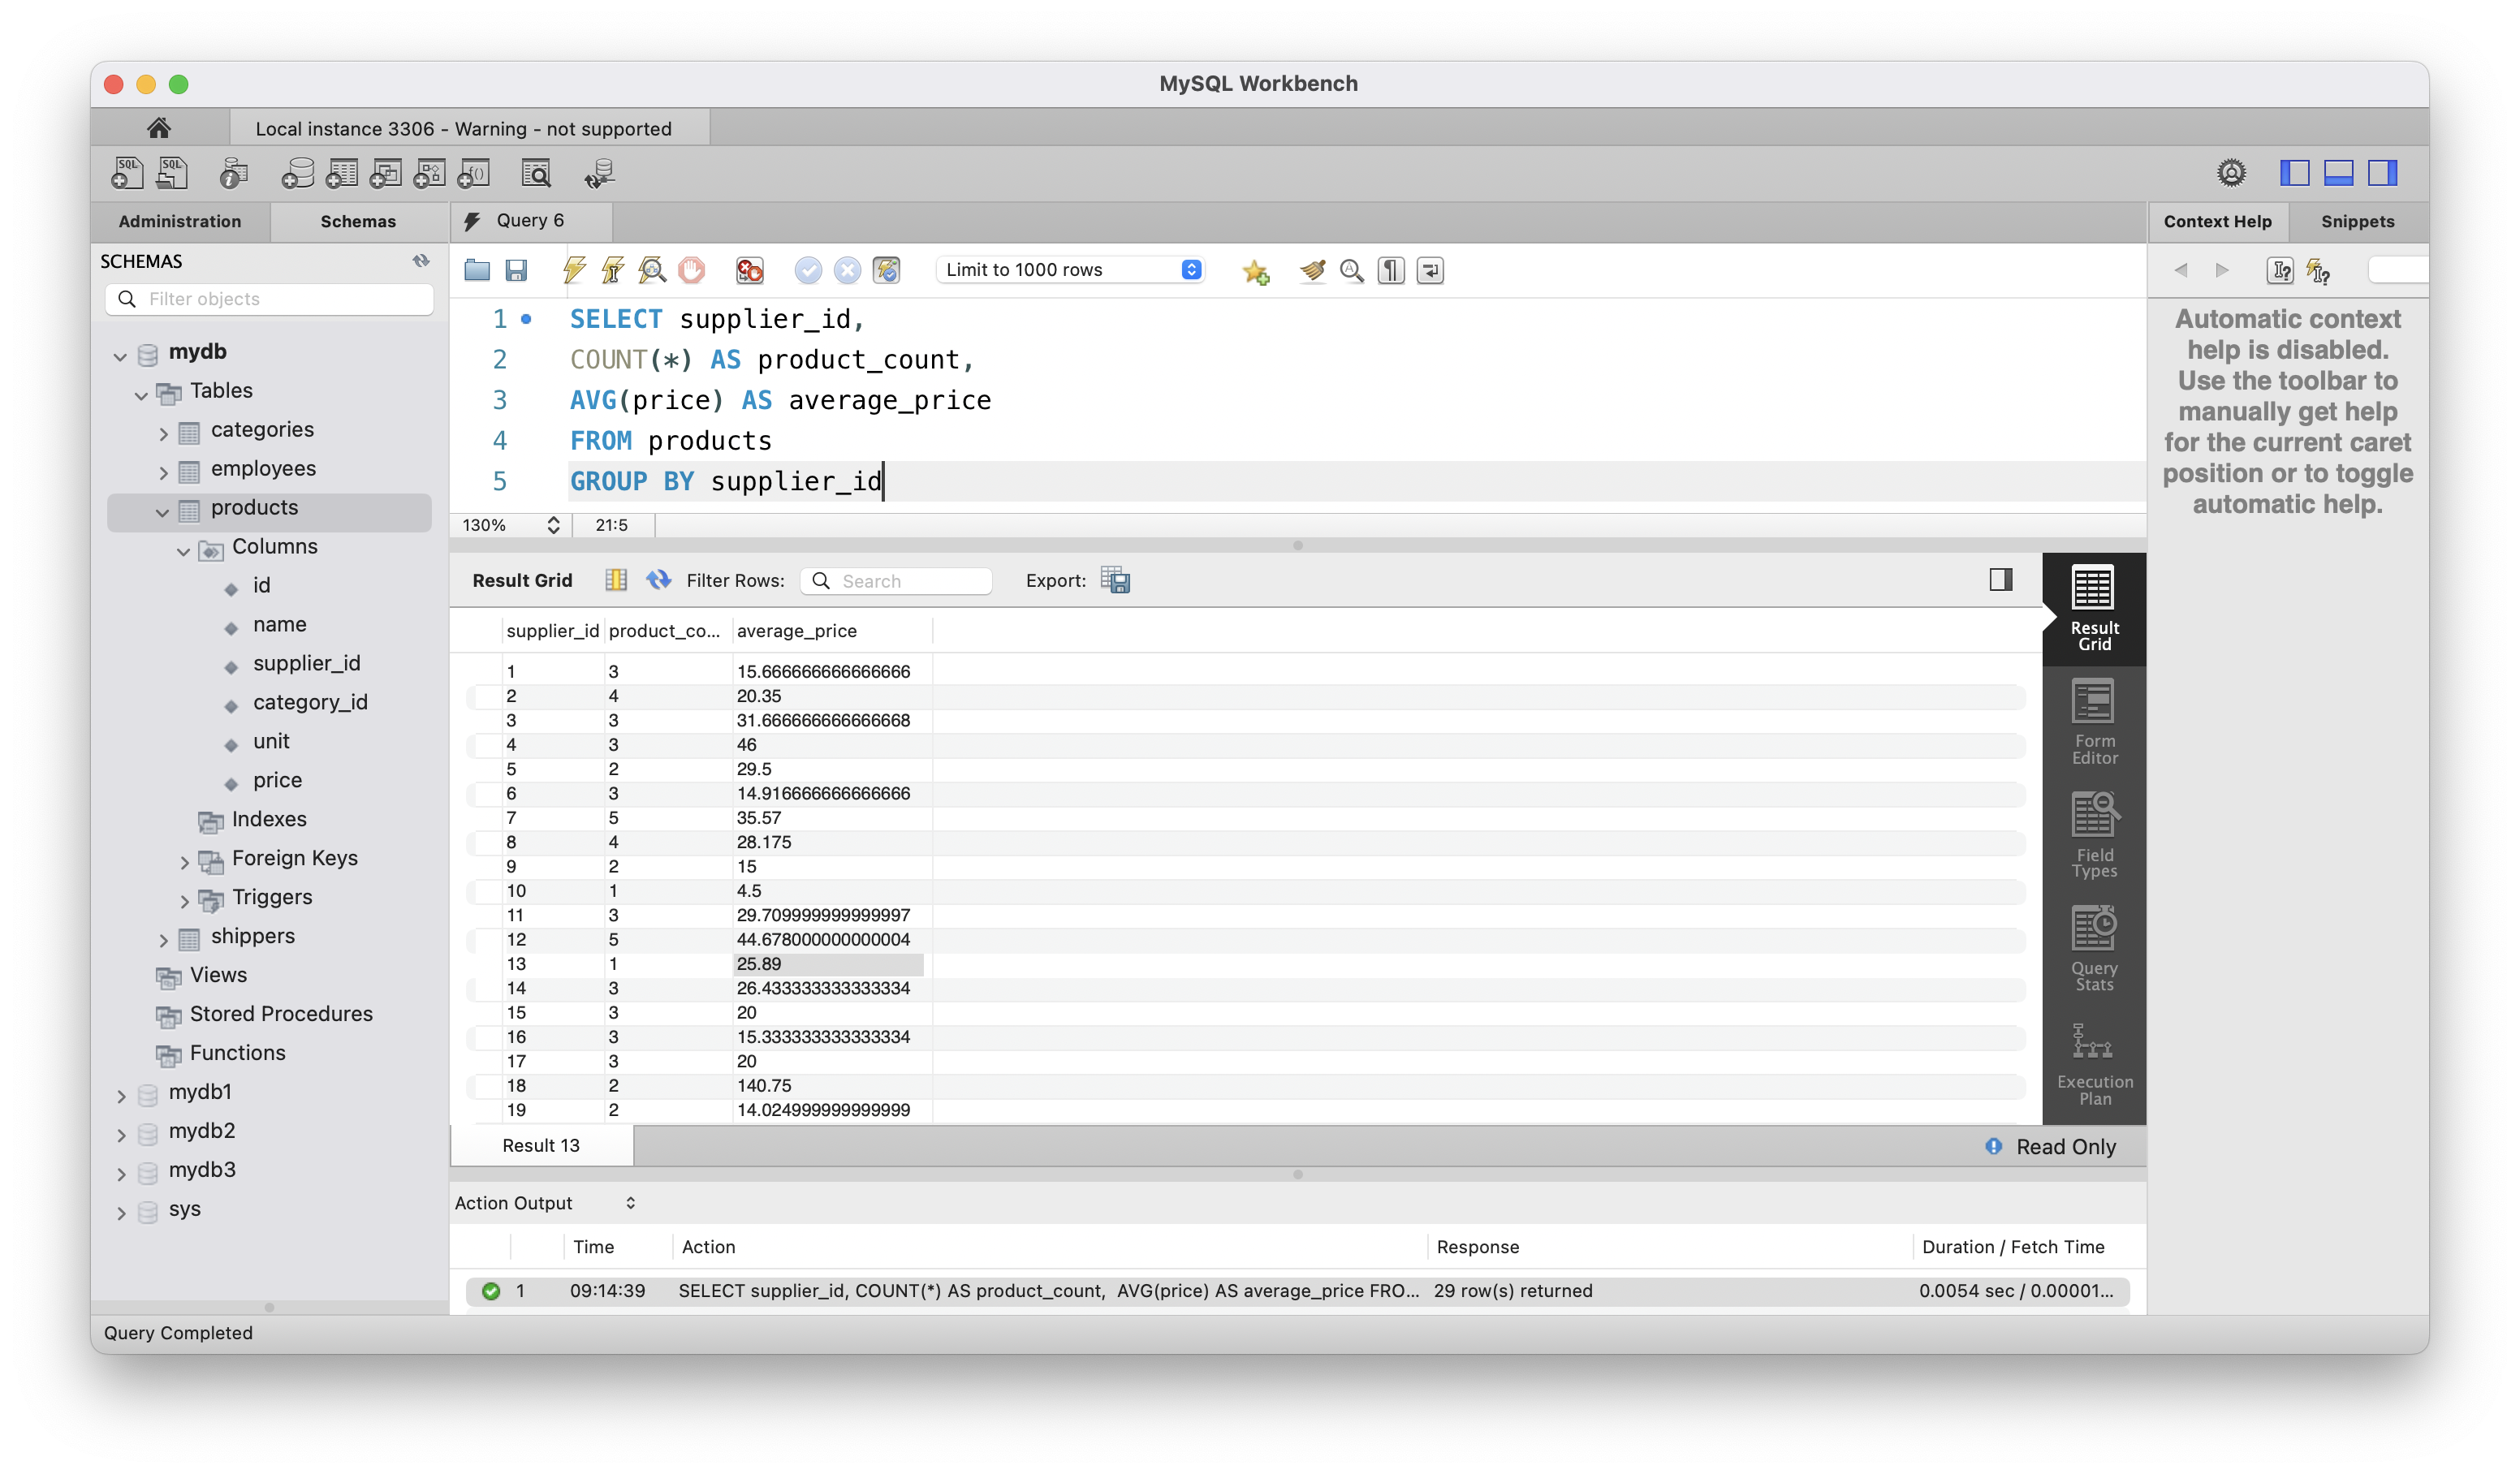 MySQL Workbench
Local instance 3306 - Warning - not supported
SQL SQL
Administration Schemas
SCHEMAS
Filter objects
mydb
Tables
categories
employees
products
Columns
id
name
supplier_id
category_id
unit
price
Indexes
Foreign Keys
Triggers
shippers
Views
Stored Procedures
Functions
mydb1
mydb2
mydb3
sys
Query 6
Limit to 1000 rows
1 SELECT supplier_id,
2 COUNT(*) AS product_count,
3 AVG(price) AS average_price
4 FROM products
5 GROUP BY supplier_id
130% 21:5
Result Grid Filter Rows: Search Export:
supplier_id product_co... average_price
1 3 15.666666666666666
2 4 20.35
3 3 31.666666666666668
4 3 46
5 2 29.5
6 3 14.916666666666666
7 5 35.57
8 4 28.175
9 2 15
10 1 4.5
11 3 29.709999999999997
12 5 44.678000000000004
13 1 25.89
14 3 26.433333333333334
15 3 20
16 3 15.333333333333334
17 3 20
18 2 140.75
19 2 14.024999999999999
Result Grid
Form Editor
Field Types
Query Stats
Execution Plan
Result 13 Read Only
Action Output
Time Action Response Duration / Fetch Time
1 09:14:39 SELECT supplier_id, COUNT(*) AS product_count, AVG(price) AS average_price FRO... 29 row(s) returned 0.0054 sec / 0.00001...
Context Help Snippets
Automatic context
help is disabled.
Use the toolbar to
manually get help
for the current caret
position or to toggle
automatic help.
Query Completed